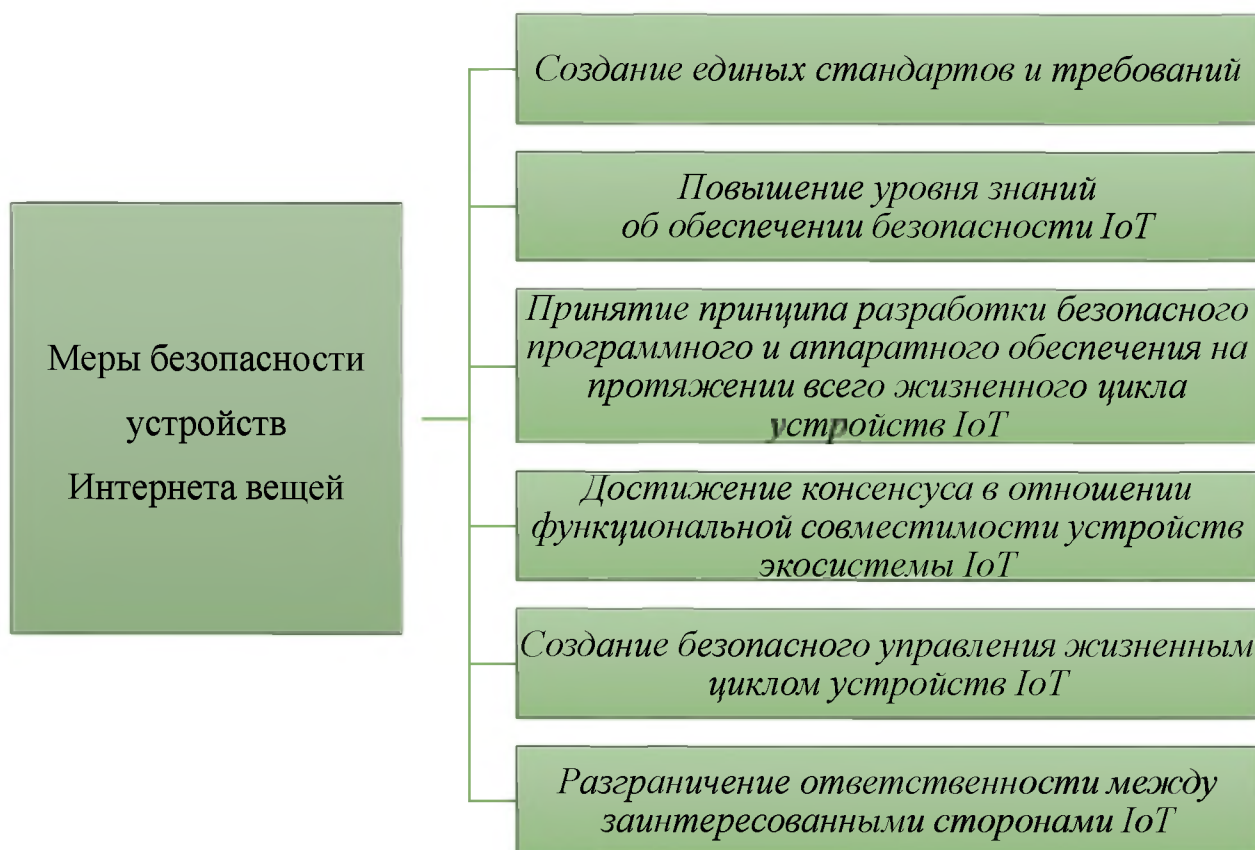 Меры безопасности
устройств
Интернета вещей
Создание единых стандартов и требований
Повышение уровня знаний
об обеспечении безопасности IoT
Принятие принципа разработки безопасного
программного и аппаратного обеспечения на
протяжении всего жизненного цикла
устройств IoT
Достижение консенсуса в отношении
функциональной совместимости устройств
экосистемы IoT
Создание безопасного управления жизненным
циклом устройств IoT
Разграничение ответственности между
заинтересованными сторонами IoT